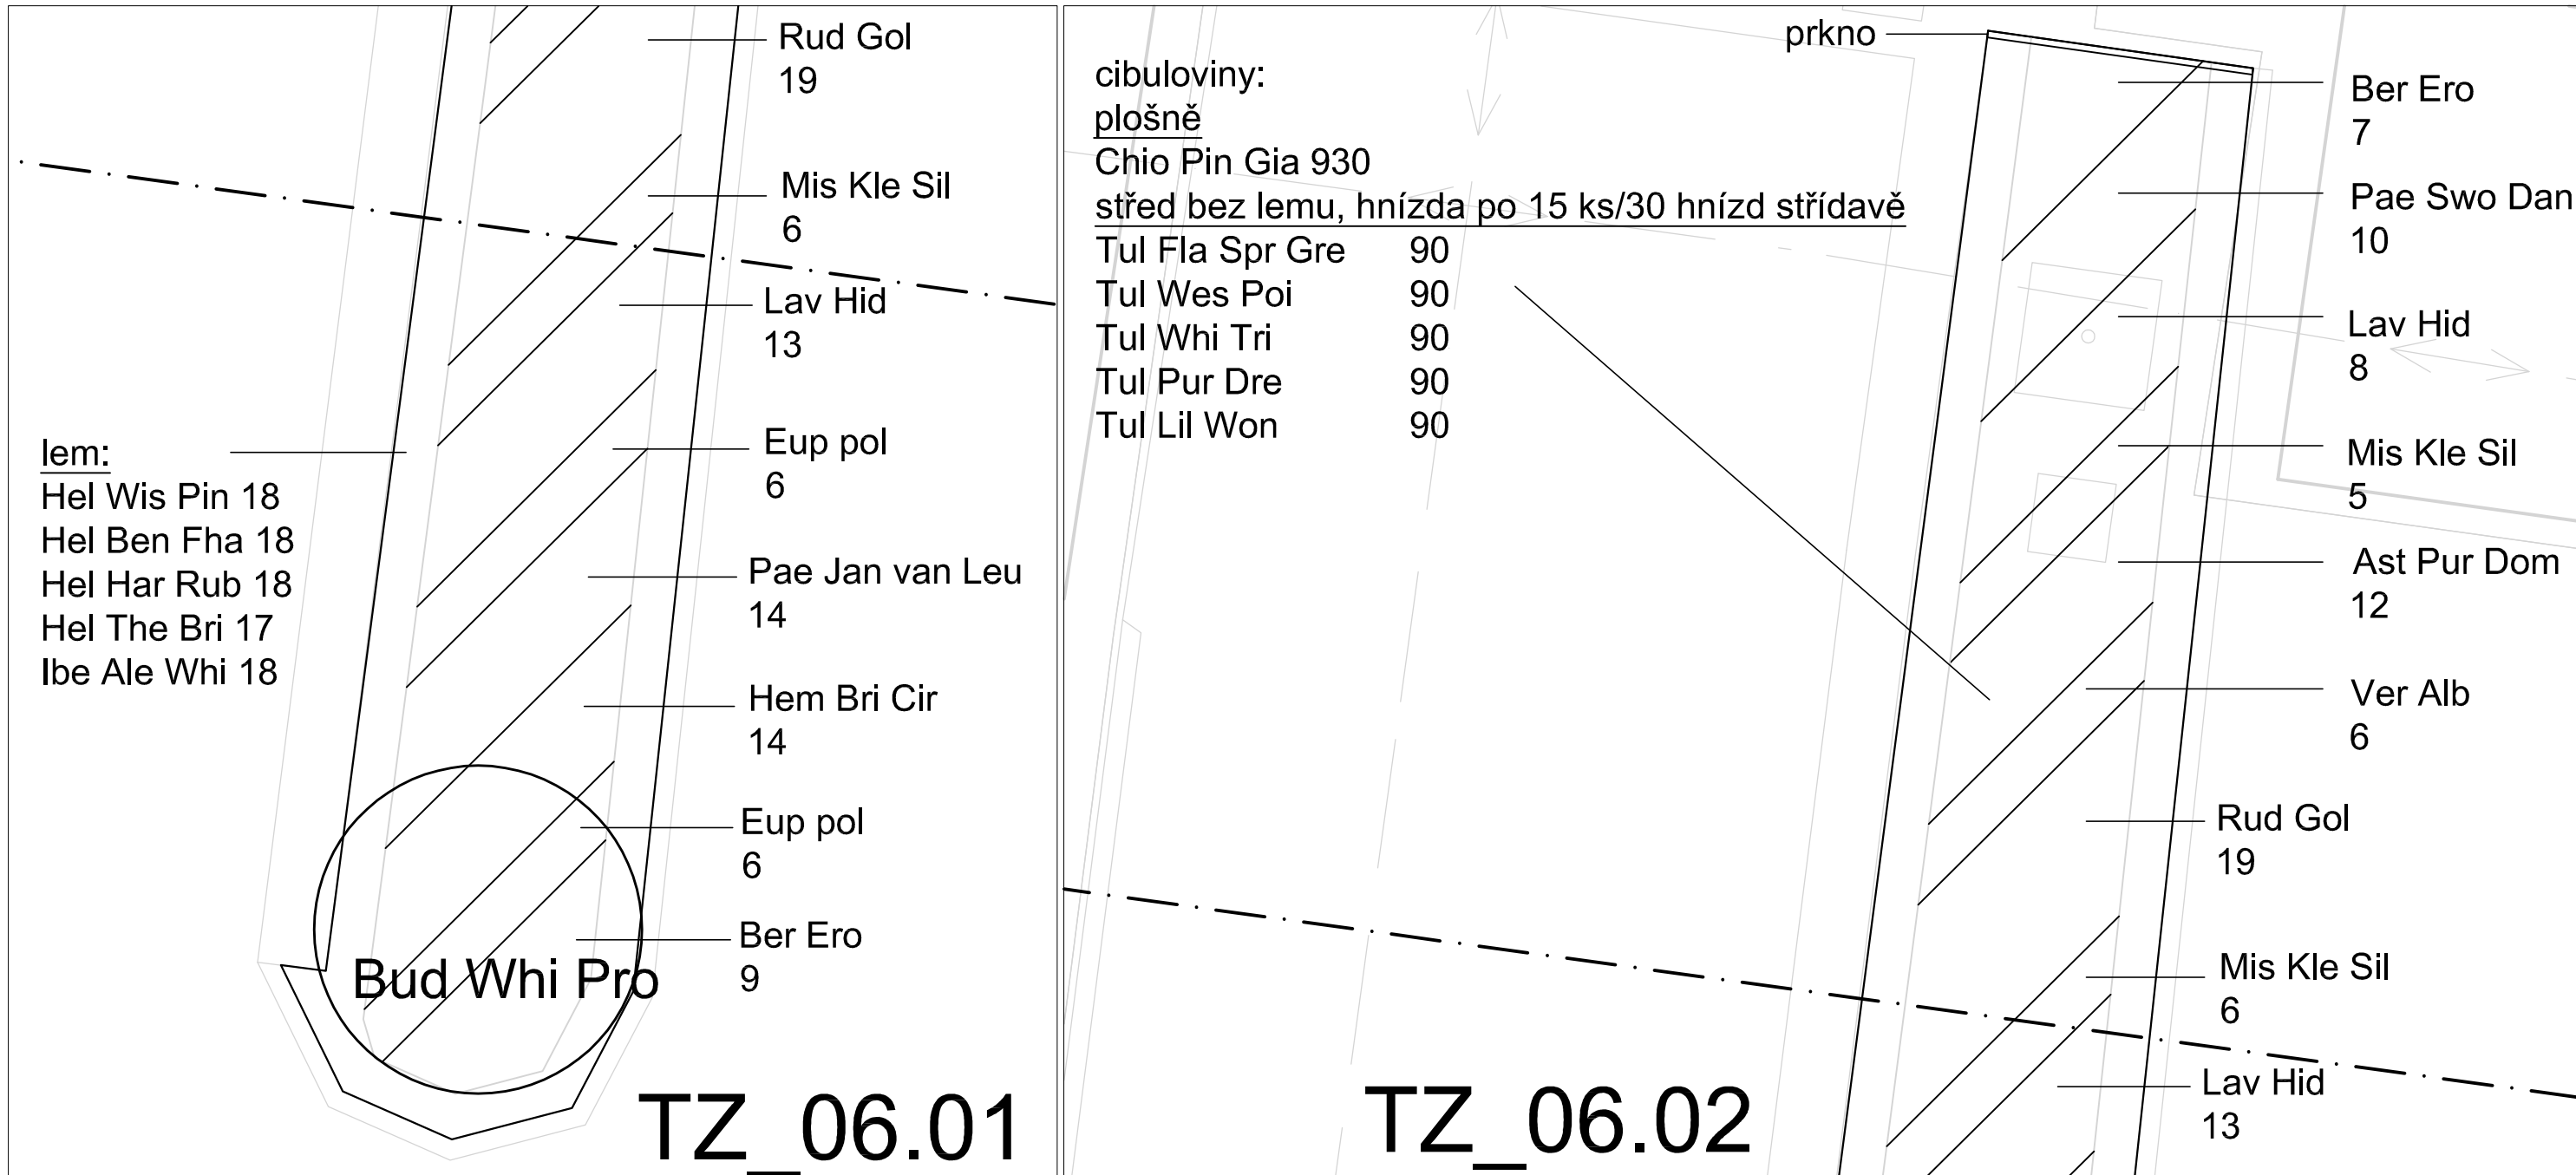 Rud Gol
19
Mis Kle Sil
6
Lav Hid
13
lem:
Hel Wis Pin 18
Hel Ben Fha 18
Hel Har Rub 18
Hel The Bri 17
Ibe Ale Whi 18
Eup pol
6
Pae Jan van Leu
14
Hem Bri Cir
14
Eup pol
6
Ber Ero
9
Bud Whi Pro
TZ_06.01
prkno
cibuloviny:
plošně
Chio Pin Gia 930
střed bez lemu, hnízda po 15 ks/30 hnízd střídavě
Tul Fla Spr Gre 90
Tul Wes Poi 90
Tul Whi Tri 90
Tul Pur Dre 90
Tul Lil Won 90
Ber Ero
7
Pae Swo Dan
10
Lav Hid
8
Mis Kle Sil
5
Ast Pur Dom
12
Ver Alb
6
Rud Gol
19
Mis Kle Sil
6
Lav Hid
13
TZ_06.02